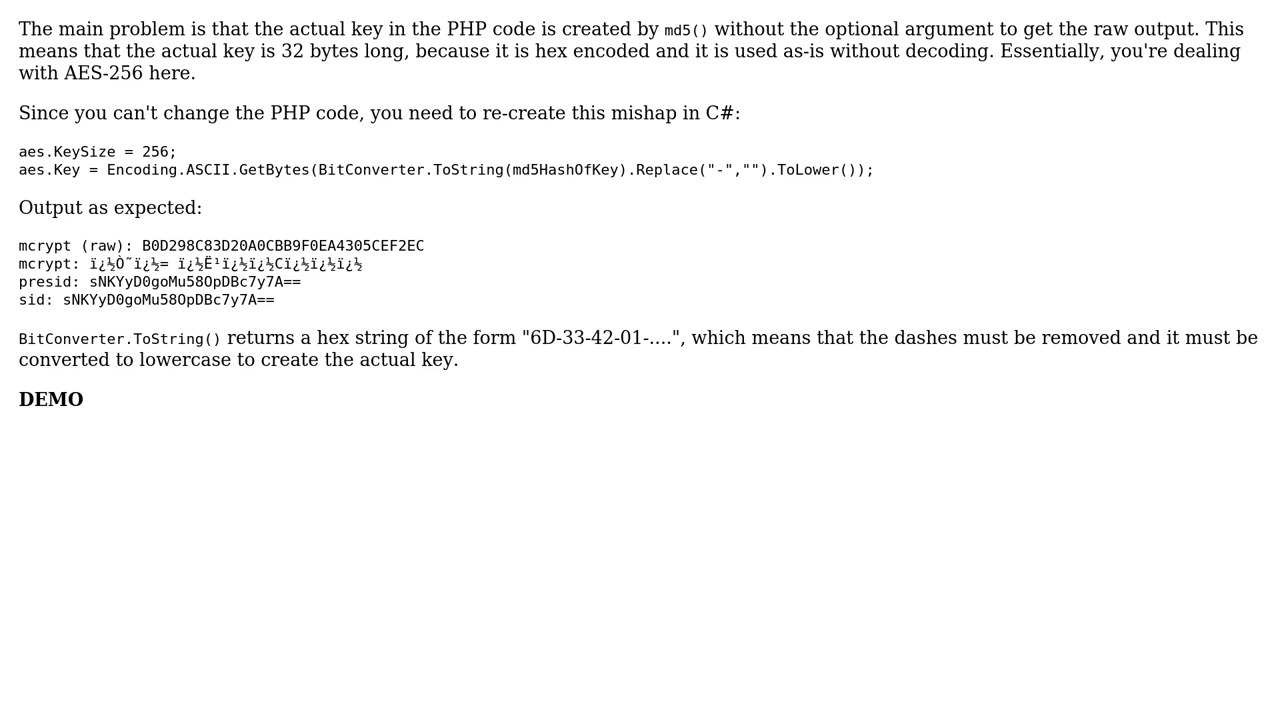 The main problem is that the actual key in the PHP code is created by md5() without the optional argument to get the raw output. This
means that the actual key is 32 bytes long, because it is hex encoded and it is used as-is without decoding. Essentially, you're dealing
with AES-256 here.
Since you can't change the PHP code, you need to re-create this mishap in C#:
aes.KeySize = 256;
aes.Key = Encoding.ASCII.GetBytes(BitConverter.ToString(md5HashOfKey).Replace("-","").ToLower());
Output as expected:
mcrypt (raw): B0D298C83D20A0CBB9F0EA4305CEF2EC
mcrypt: ï¿½Ò˜ï¿½= ï¿½Ë¹ï¿½ï¿½Cï¿½ï¿½ï¿½
presid: sNKYyD0goMu58OpDBc7y7A==
sid: sNKYyD0goMu58OpDBc7y7A==
BitConverter.ToString() returns a hex string of the form "6D-33-42-01-....", which means that the dashes must be removed and it must be
converted to lowercase to create the actual key.
DEMO